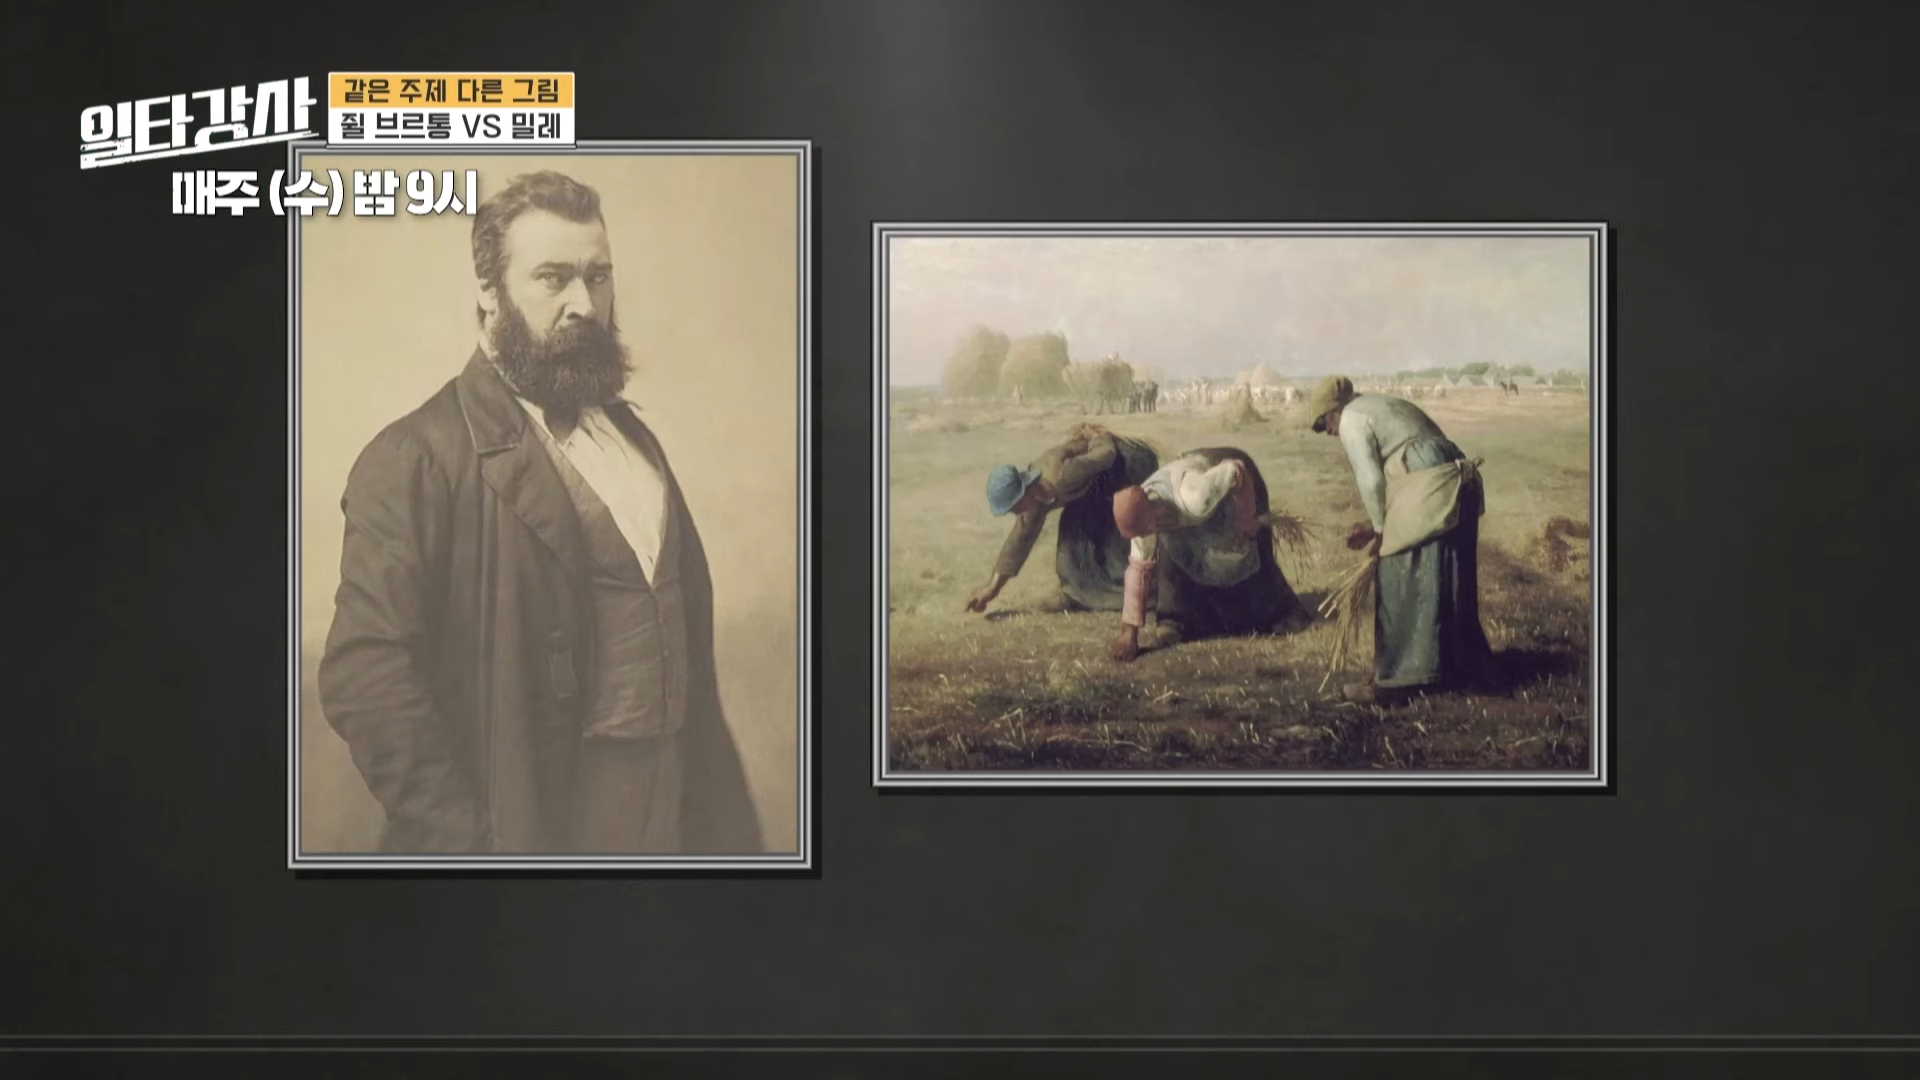 일타강사
같은 주제 다른 그림
쥘 브르통 VS 밀레
매주 (수) 밤 9시